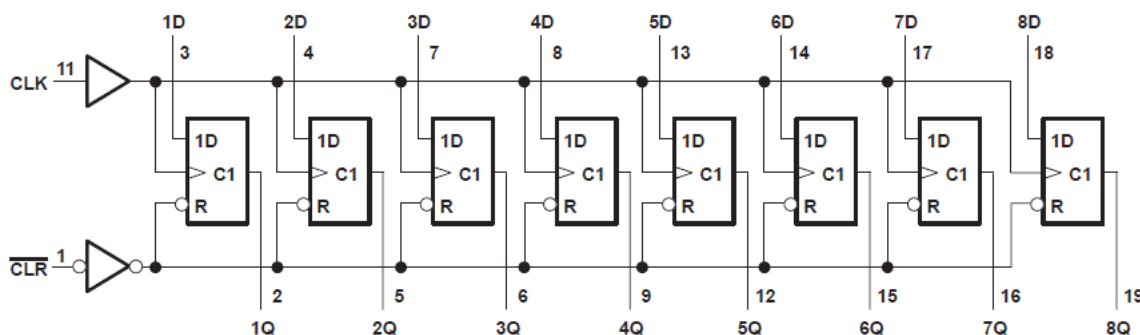 1D 2D 3D 4D 5D 6D 7D 8D
3 4 7 8 13 14 17 18
CLK 11
1D 1D 1D 1D 1D 1D 1D 1D
C1 C1 C1 C1 C1 C1 C1 C1
R R R R R R R R
CLR 1
2 5 6 9 12 15 16 19
1Q 2Q 3Q 4Q 5Q 6Q 7Q 8Q